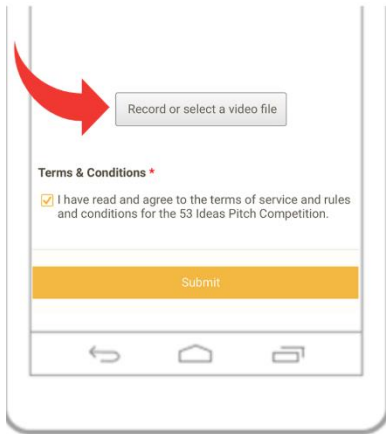 Record or select a video file
Terms & Conditions *
I have read and agree to the terms of service and rules
and conditions for the 53 Ideas Pitch Competition.
Submit